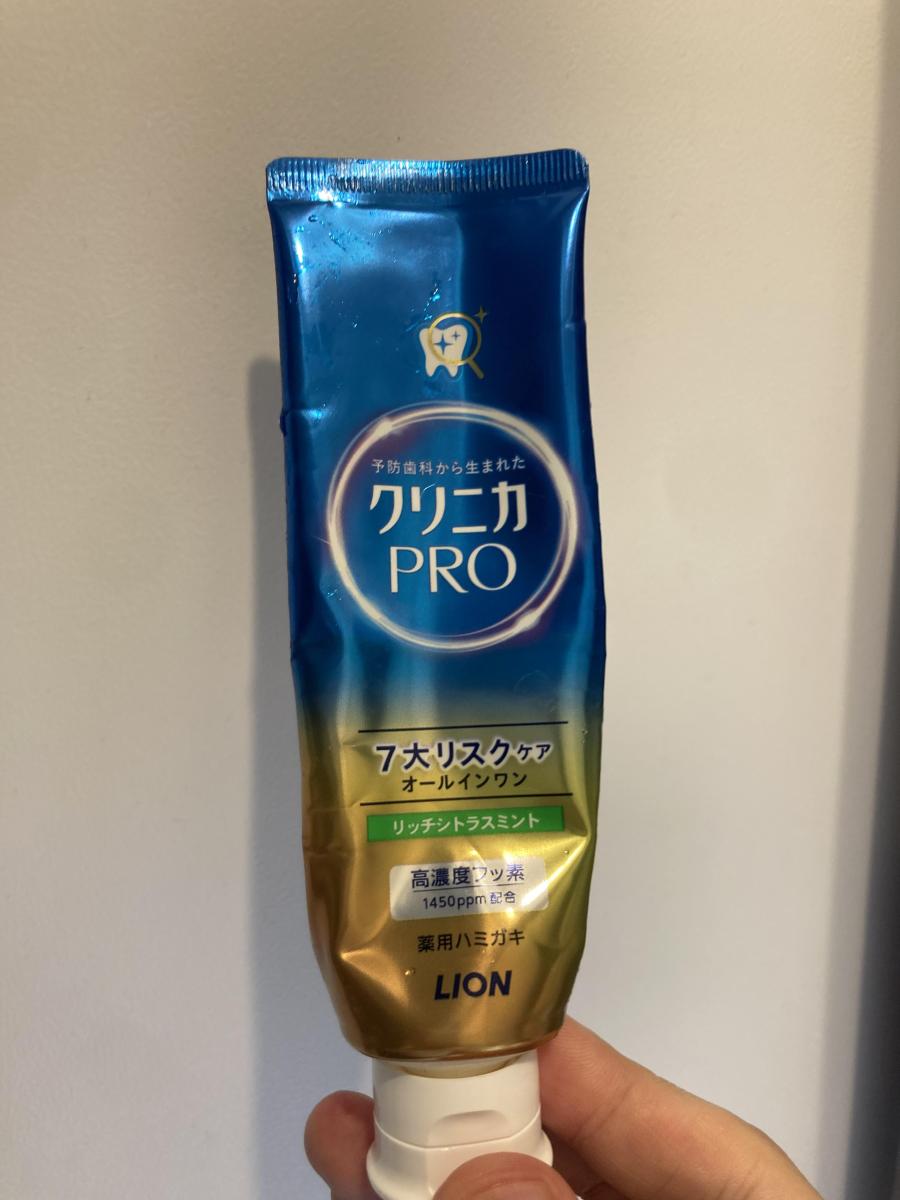 予防歯科から生まれた
クリニカ
PRO
7大リスクケア
オールインワン
リッチシトラスミント
高濃度フッ素
1450ppm配合
薬用ハミガキ
LION